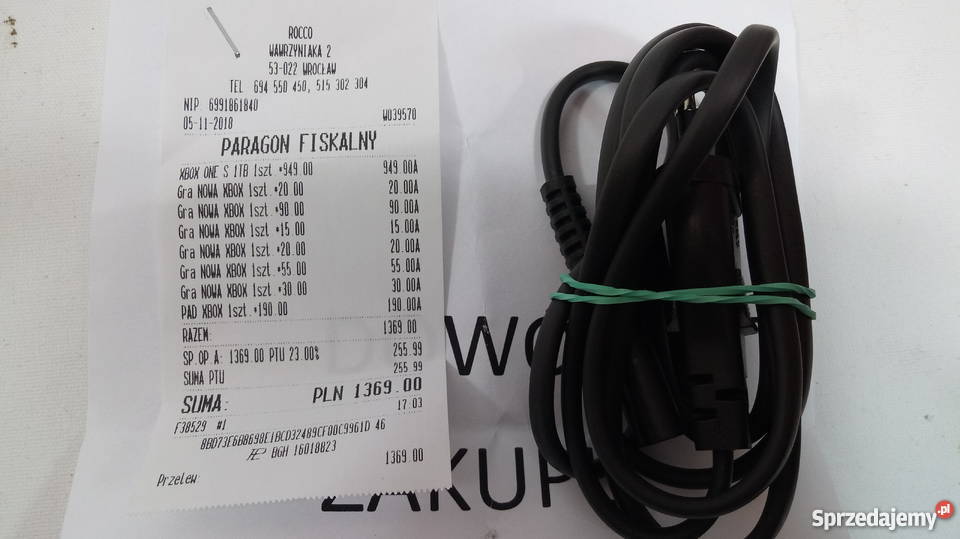 ROCCO
WAWRZYNIAKA 2
53-022 WROCŁAW
TEL 694 550 450, 515 302 304
NIP 6991861840
05-11-2018 W039570
PARAGON FISKALNY
XBOX ONE S 1TB 1szt.*949.00 949.00A
Gra NOWA XBOX 1szt.*20.00 20.00A
Gra NOWA XBOX 1szt.*90.00 90.00A
Gra NOWA XBOX 1szt.*15.00 15.00A
Gra NOWA XBOX 1szt.*20.00 20.00A
Gra NOWA XBOX 1szt.*55.00 55.00A
Gra NOWA XBOX 1szt.*30.00 30.00A
PAD XBOX 1szt.*190.00 190.00A
RAZEM: 1369.00
SP.OP.A: 1369.00 PTU 23.00% 255.99
SUMA PTU 255.99
SUMA: PLN 1369.00
F38529 #1 17:03
8BD73F6B8698E1BCD32489CF00C9961D 46
BGH 16018823
Przelew: 1369.00
WO
ZAKUP
Sprzedajemy.pl